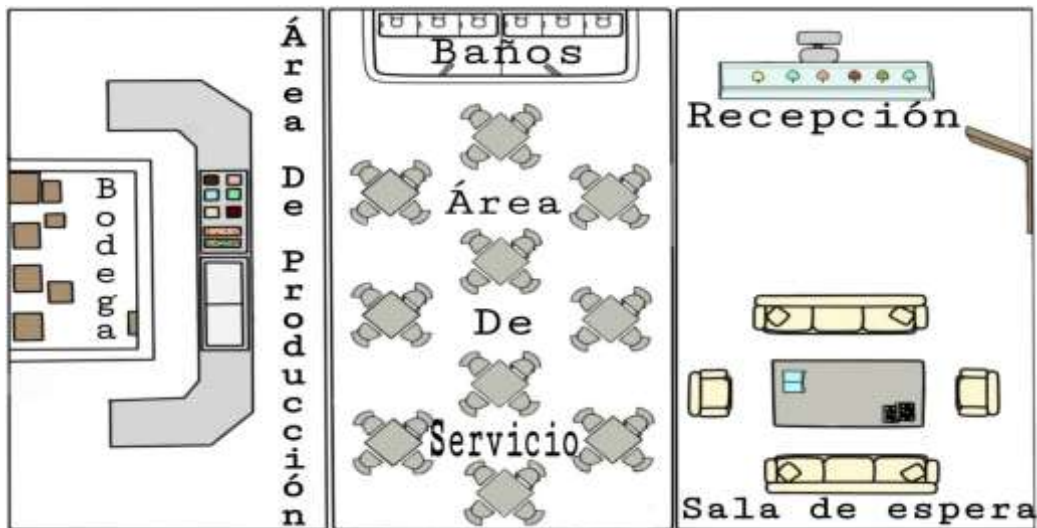 Área De Producción
Bodega
Baños
Área
De
Servicio
Recepción
Sala de espera